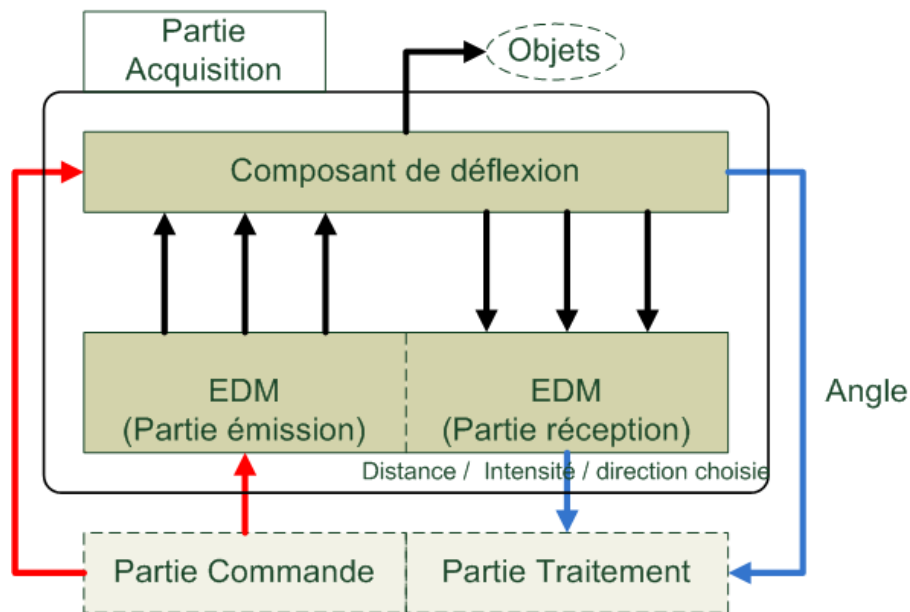 Partie
Acquisition
Objets
Composant de déflexion
EDM
(Partie émission)
EDM
(Partie réception)
Angle
Distance / Intensité / direction choisie
Partie Commande
Partie Traitement